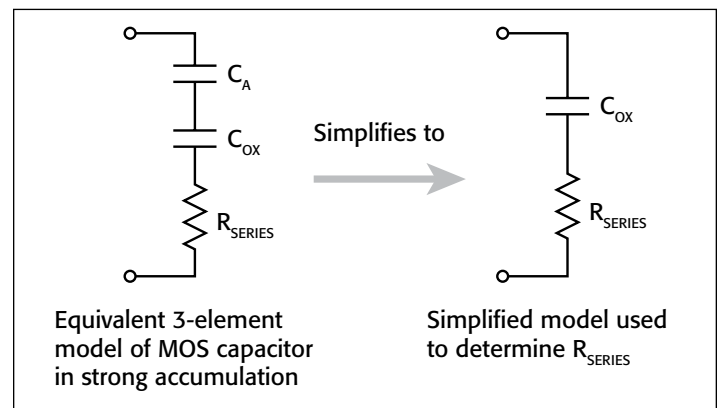 C_A
C_OX
R_SERIES
Simplifies to
C_OX
R_SERIES
Equivalent 3-element
model of MOS capacitor
in strong accumulation
Simplified model used
to determine R_SERIES